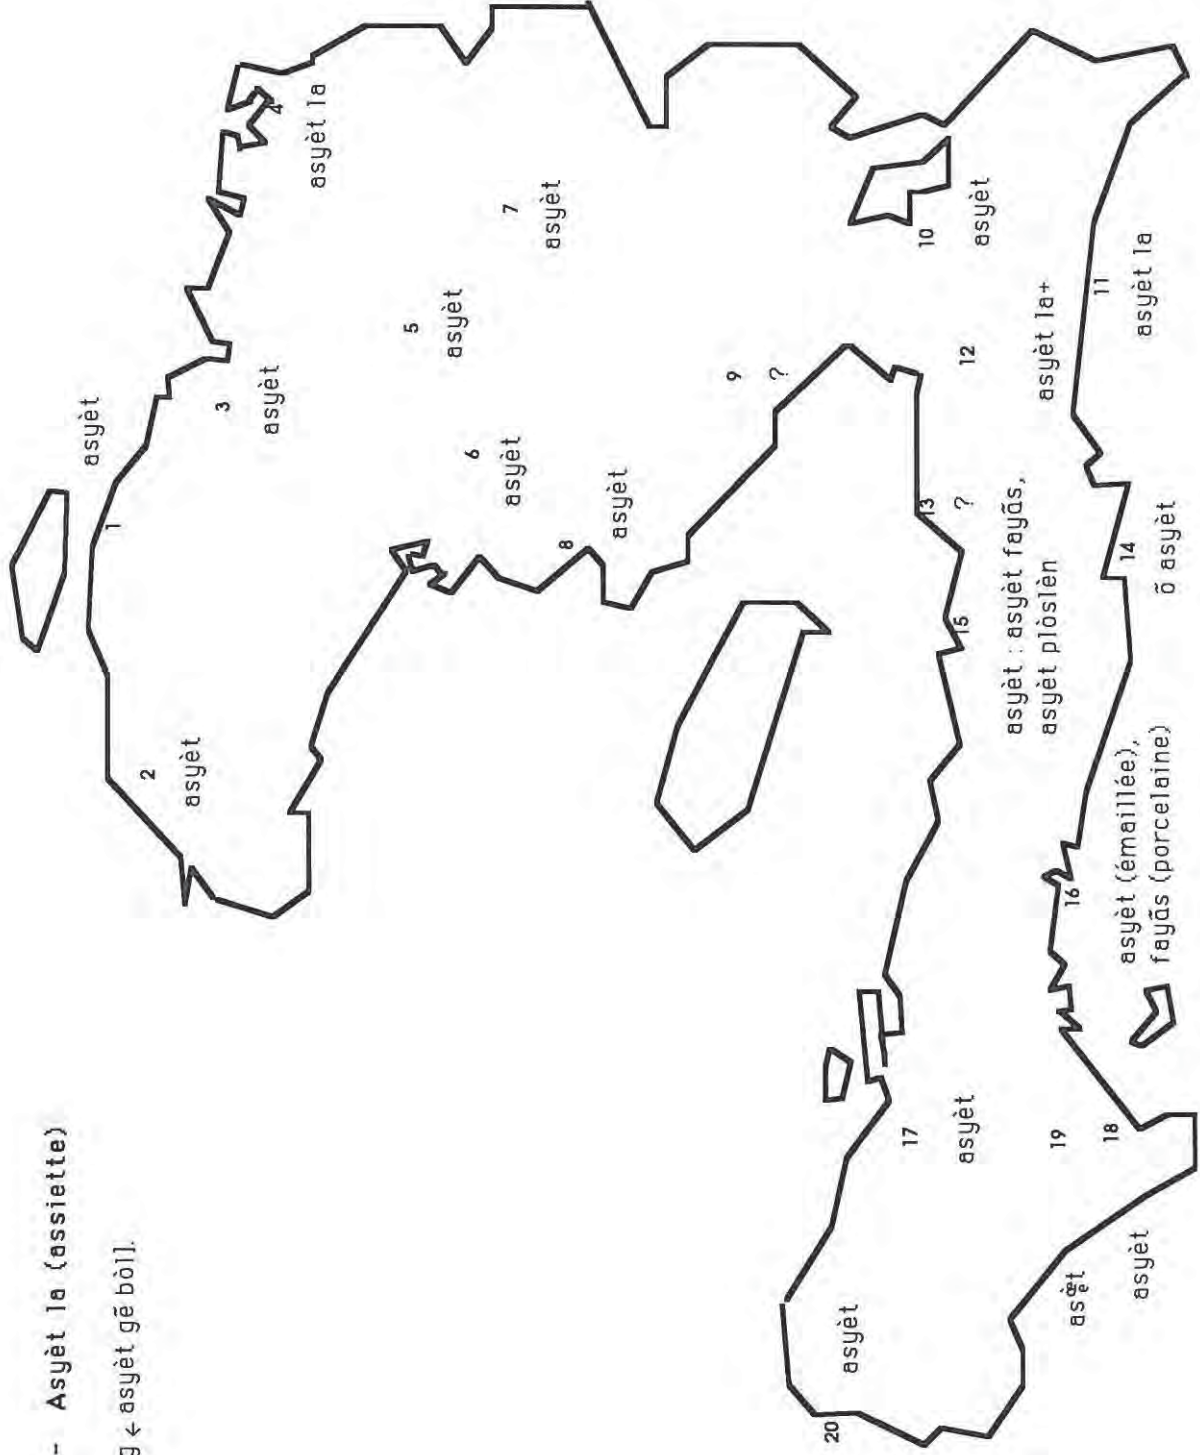 - Asyèt la (assiette)
g ← asyèt gẽ bòl].
asyèt
1
2
asyèt
3
asyèt
4
asyèt la
5
asyèt
6
asyèt
7
asyèt
8
asyèt
9
?
10
asyèt
11
asyèt la
12
asyèt la+
13
?
14
õ asyèt
15
asyèt : asyèt fayãs,
asyèt plòslèn
16
asyèt (émaillée),
fayãs (porcelaine)
17
asyèt
18
asyèt
19
20
asyèt